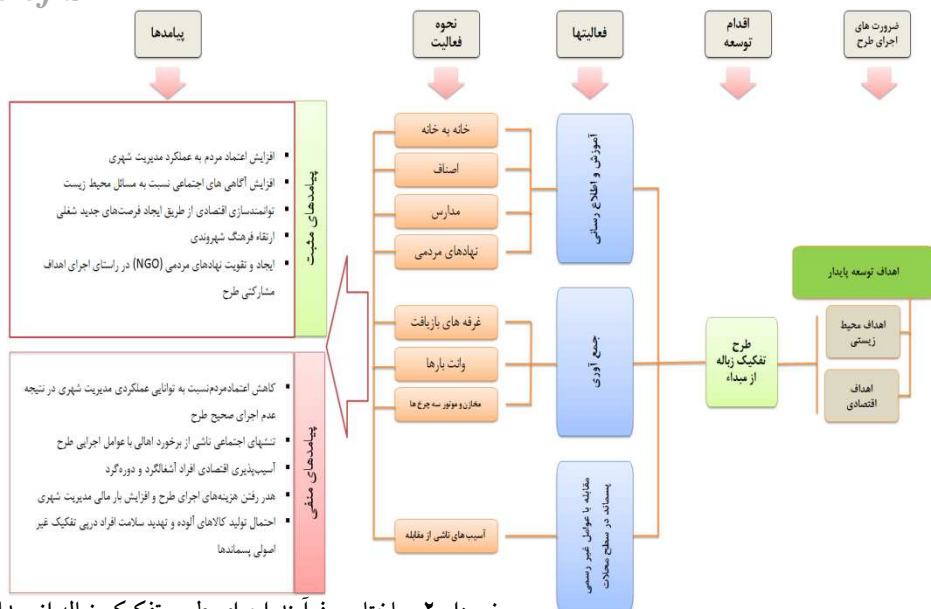 ضرورت های
اجرای طرح
اقدام
توسعه
فعالیتها
نحوه
فعالیت
پیامدها
اهداف توسعه پایدار
اهداف محیط
زیستی
اهداف
اقتصادی
طرح
تفکیک زباله
از مبداء
آموزش و اطلاع رسانی
جمع آوری
مقابله با عوامل غیر رسمی
پسماند در سطح محلات
خانه به خانه
اصناف
مدارس
نهادهای مردمی
غرفه های بازیافت
وانت بارها
مخازن و موتور سه چرخ ها
آسیب های ناشی از مقابله
پیامدهای مثبت
▪ افزایش اعتماد مردم به عملکرد مدیریت شهری
▪ افزایش آگاهی های اجتماعی نسبت به مسائل محیط زیست
▪ توانمندسازی اقتصادی از طریق ایجاد فرصت‌های جدید شغلی
▪ ارتقاء فرهنگ شهروندی
▪ ایجاد و تقویت نهادهای مردمی (NGO) در راستای اجرای اهداف
مشارکتی طرح
پیامدهای منفی
▪ کاهش اعتمادمردم‌نسبت به توانایی عملکردی مدیریت شهری در نتیجه
عدم اجرای صحیح طرح
▪ تنشهای اجتماعی ناشی از برخورد اهالی با عوامل اجرایی طرح
▪ آسیب‌پذیری اقتصادی افراد آشغالگرد و دوره‌گرد
▪ هدر رفتن هزینه‌های اجرای طرح و افزایش بار مالی مدیریت شهری
▪ احتمال تولید کالاهای آلوده و تهدید سلامت افراد درپی تفکیک غیر
اصولی پسماندها